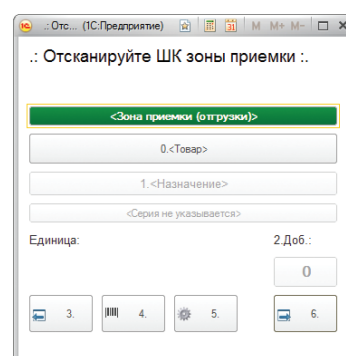 .: Отс... (1С:Предприятие) 31 M M+ M-
.: Отсканируйте ШК зоны приемки :.
<Зона приемки (отгрузки)>
0.<Товар>
1.<Назначение>
<Серия не указывается>
Единица: 2.Доб.:
0
3. 4. 5. 6.